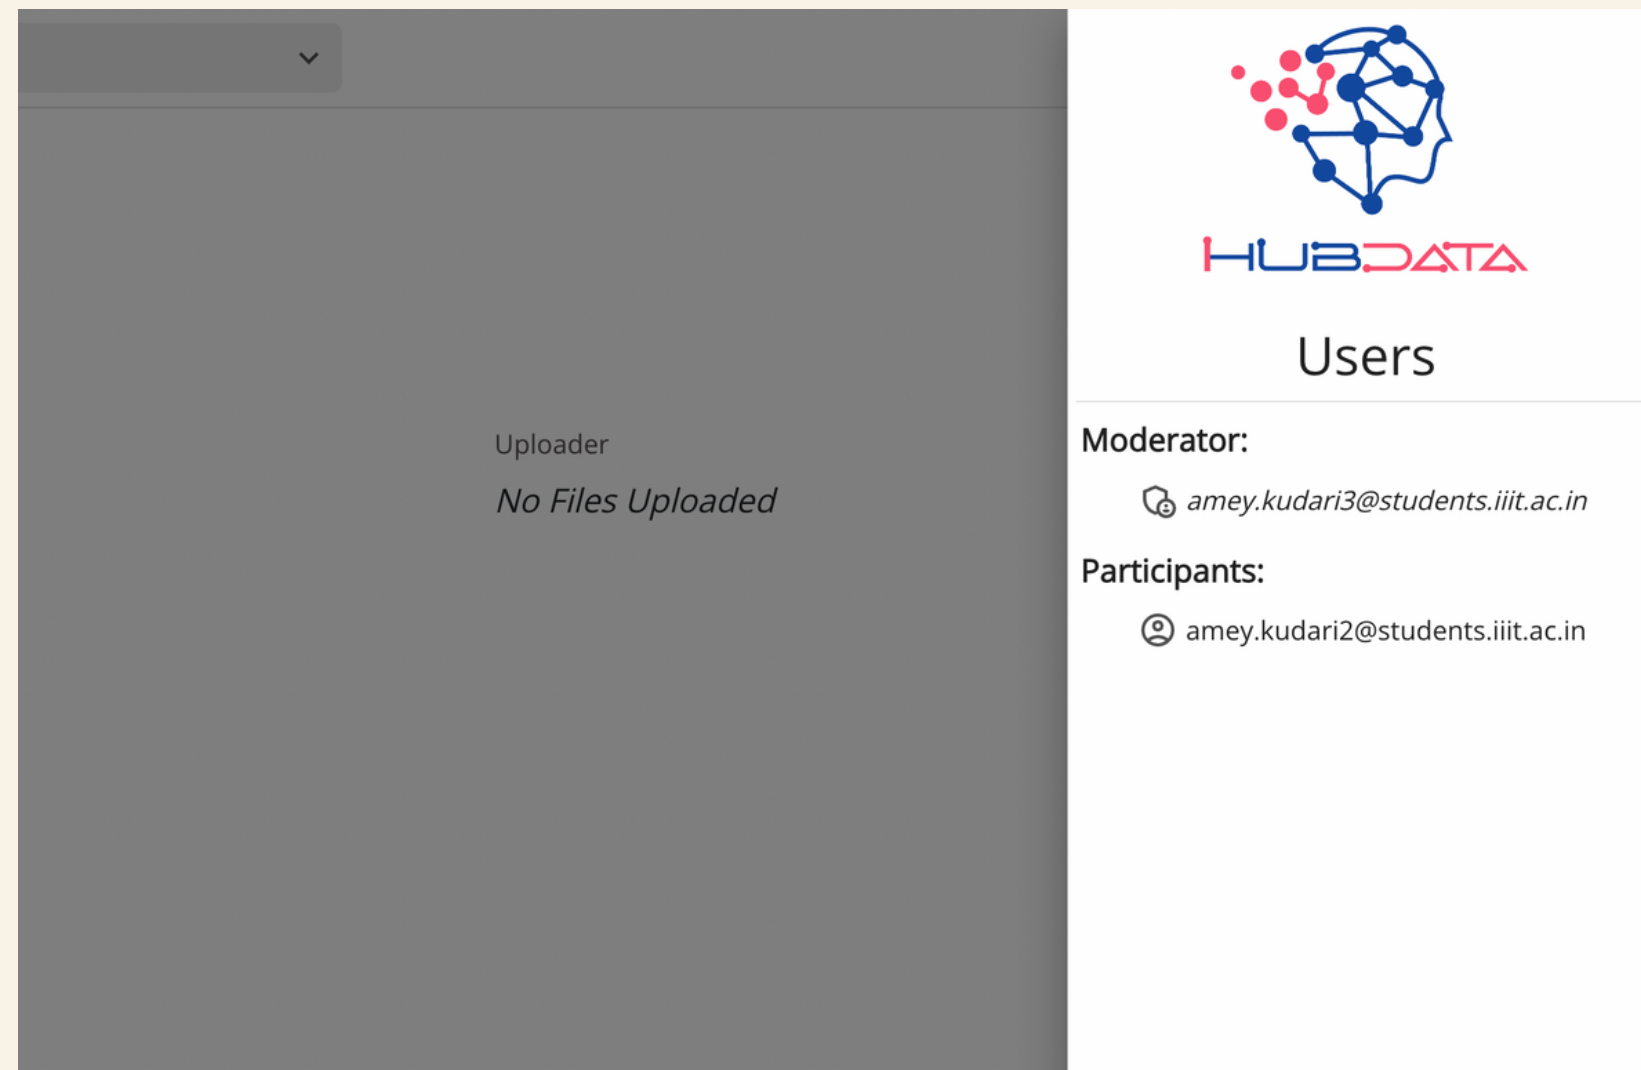 Uploader
No Files Uploaded
HUBDATA
Users
Moderator:
amey.kudari3@students.iiit.ac.in
Participants:
amey.kudari2@students.iiit.ac.in